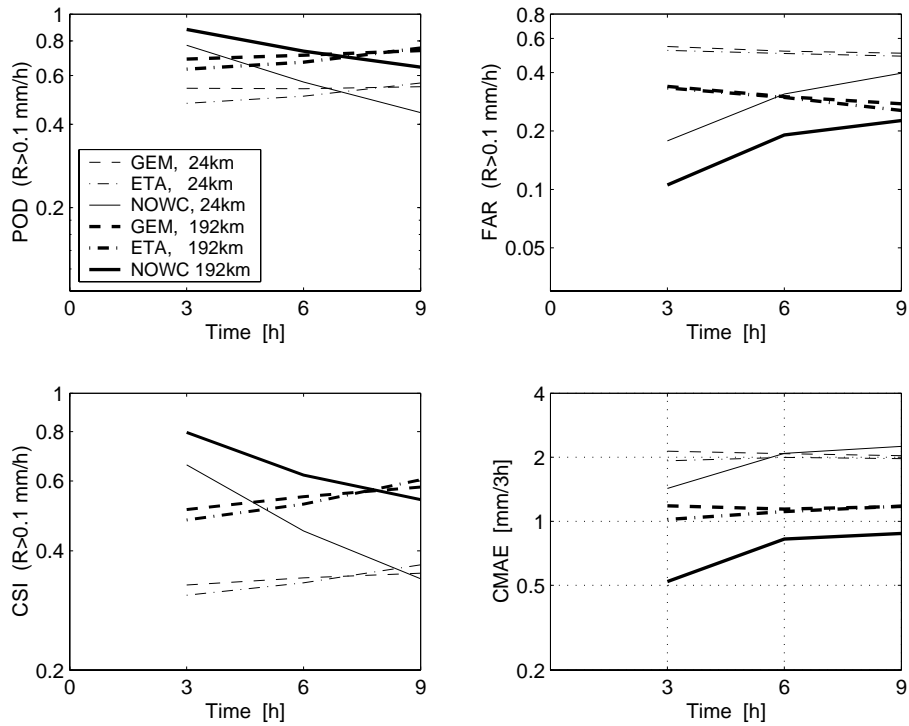 1
0.8
0.6
0.4
0.2
POD (R>0.1 mm/h)
GEM, 24km
ETA, 24km
NOWC, 24km
GEM, 192km
ETA, 192km
NOWC 192km
0 3 6 9
Time [h]
0.8
0.4
0.2
0.1
0.05
FAR (R>0.1 mm/h)
0 3 6 9
Time [h]
1
0.8
0.6
0.4
0.2
CSI (R>0.1 mm/h)
0 3 6 9
Time [h]
4
2
1
0.5
0.2
CMAE [mm/3h]
0 3 6 9
Time [h]